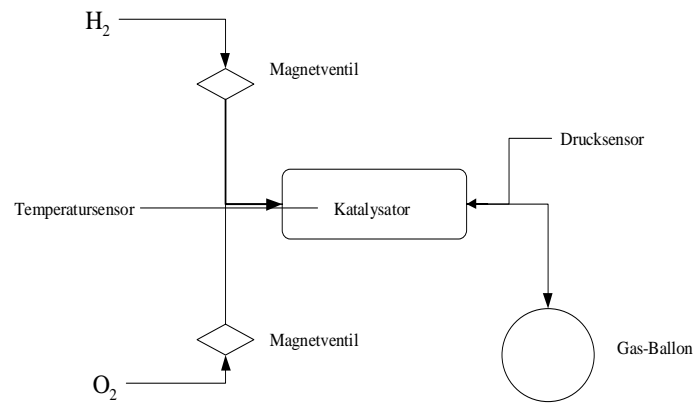 H₂
Magnetventil
Drucksensor
Temperatursensor
Katalysator
Magnetventil
Gas-Ballon
O₂